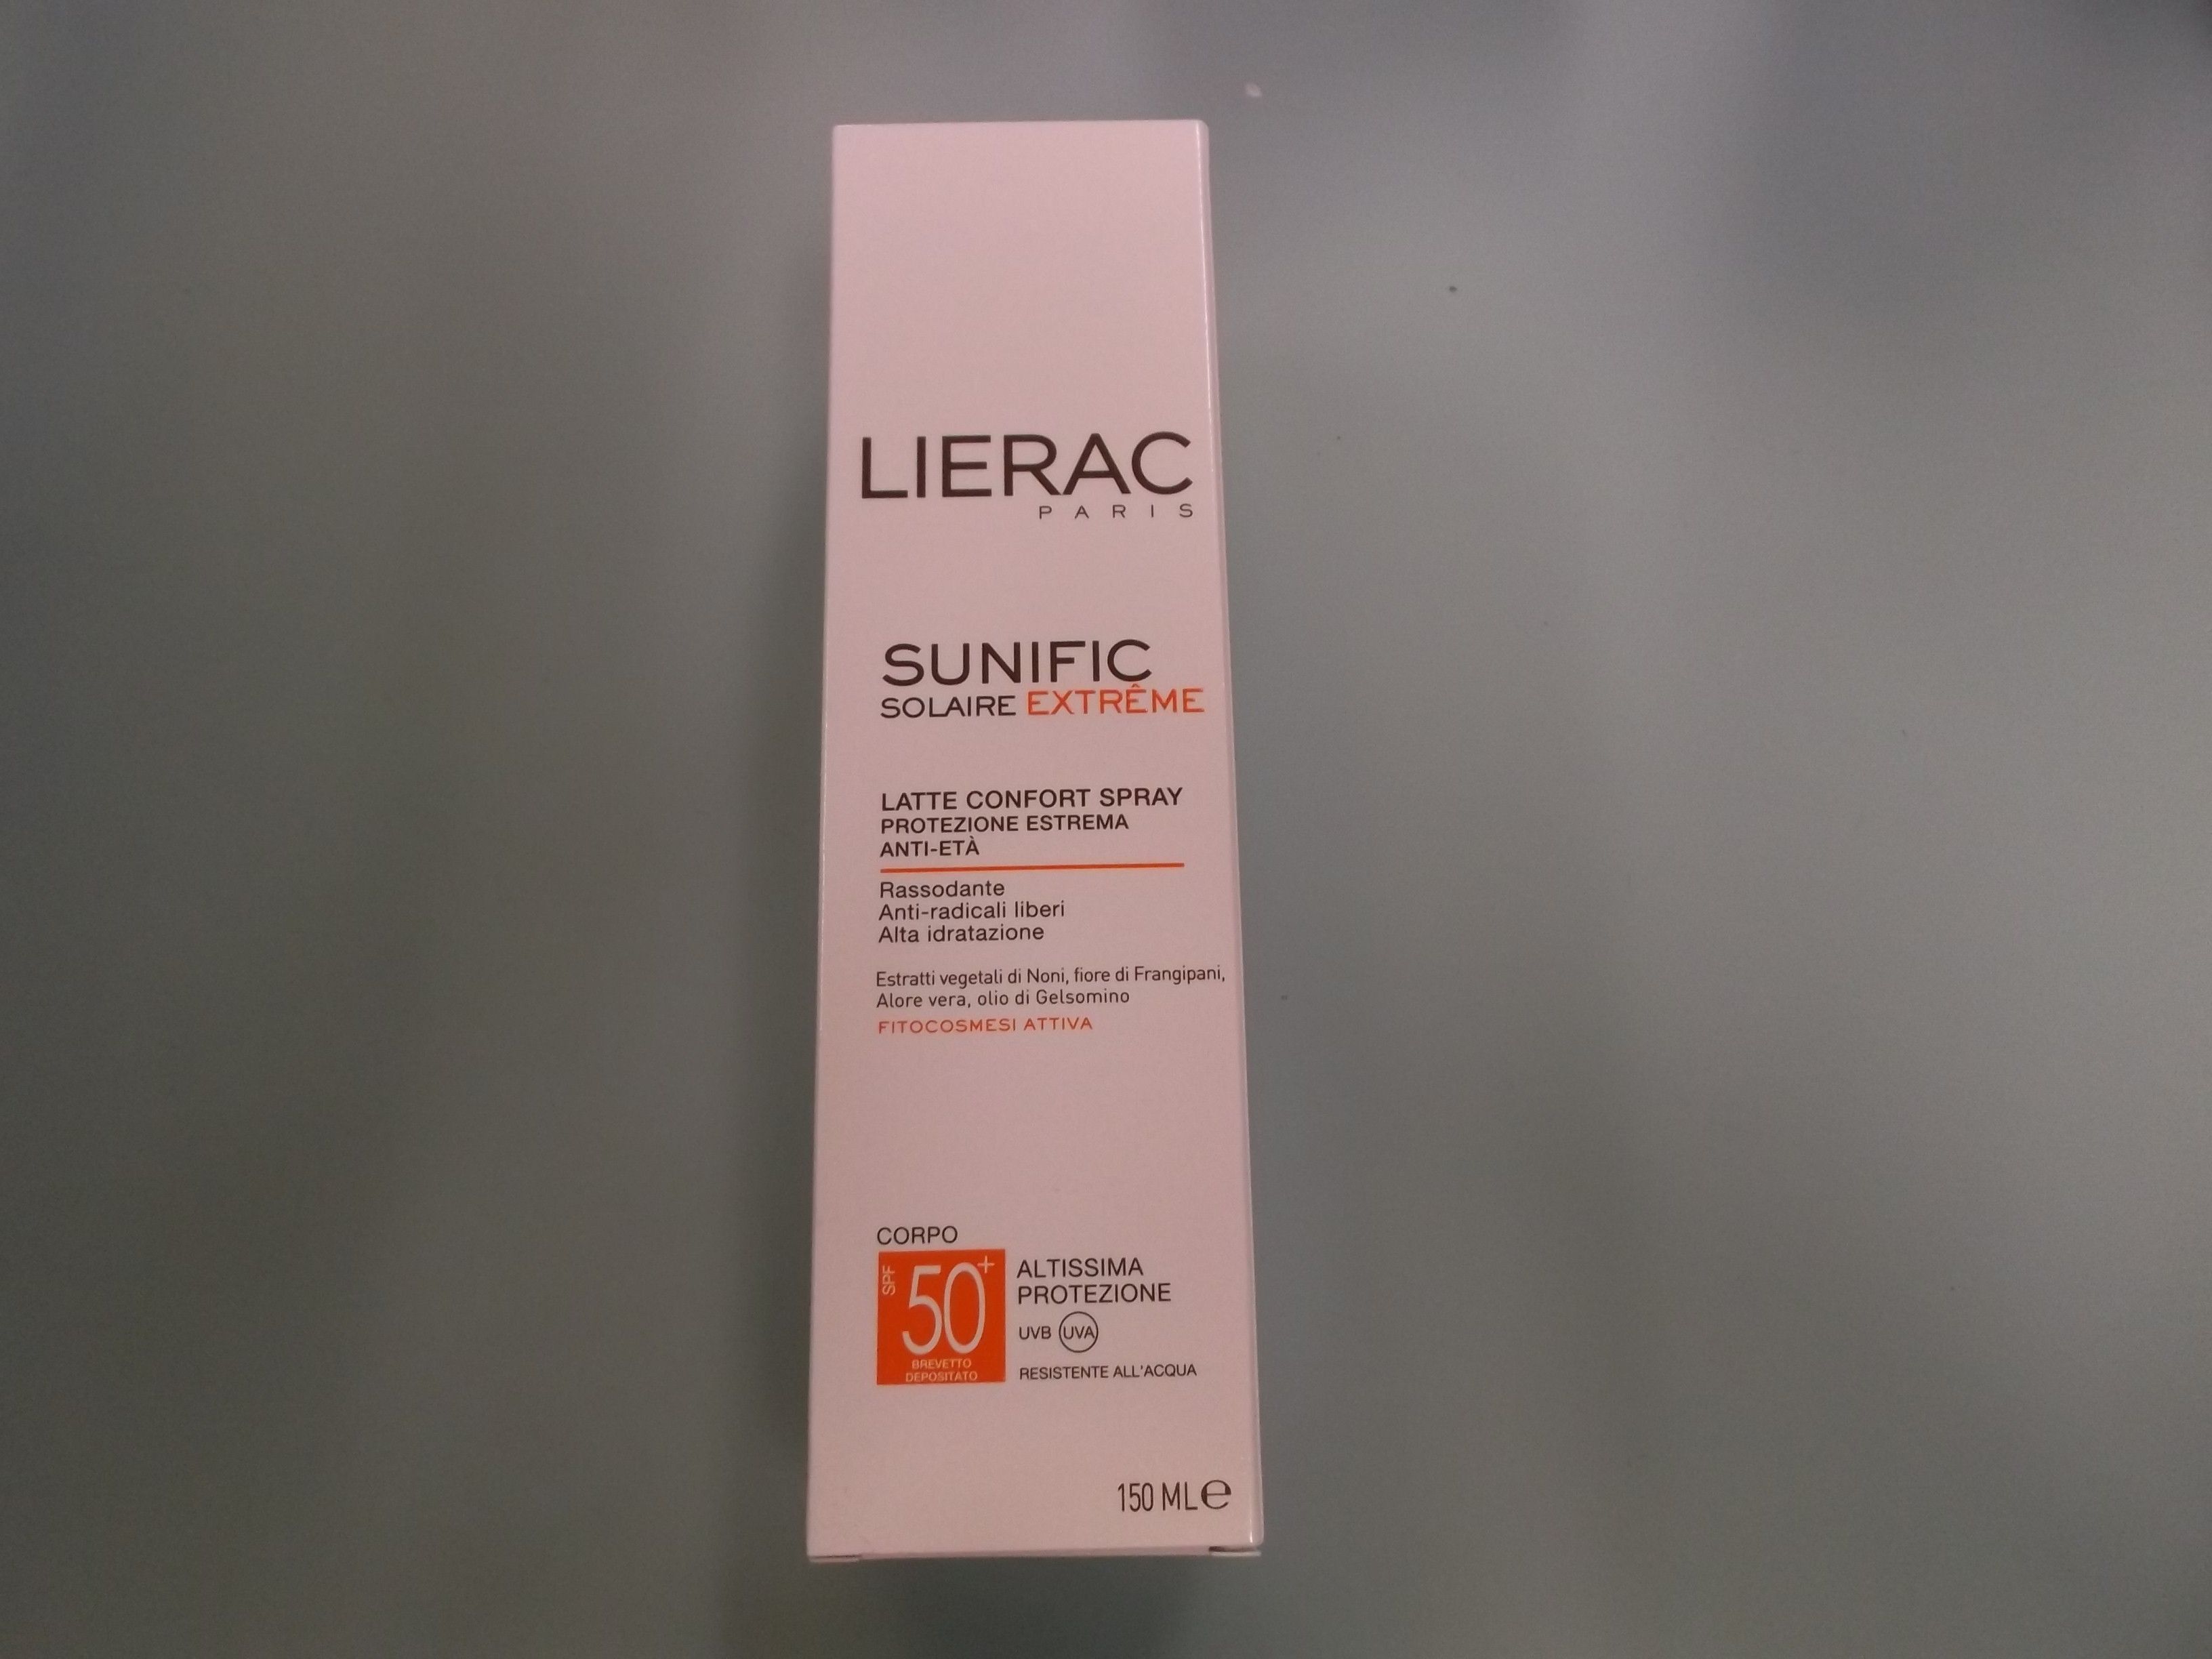 LIERAC
PARIS
SUNIFIC
SOLAIRE EXTRÊME
LATTE CONFORT SPRAY
PROTEZIONE ESTREMA
ANTI-ETÀ
Rassodante
Anti-radicali liberi
Alta idratazione
Estratti vegetali di Noni, fiore di Frangipani,
Alore vera, olio di Gelsomino
FITOCOSMESI ATTIVA
CORPO
SPF 50+
BREVETTO
DEPOSITATO
ALTISSIMA
PROTEZIONE
UVB UVA
RESISTENTE ALL'ACQUA
150 ML e